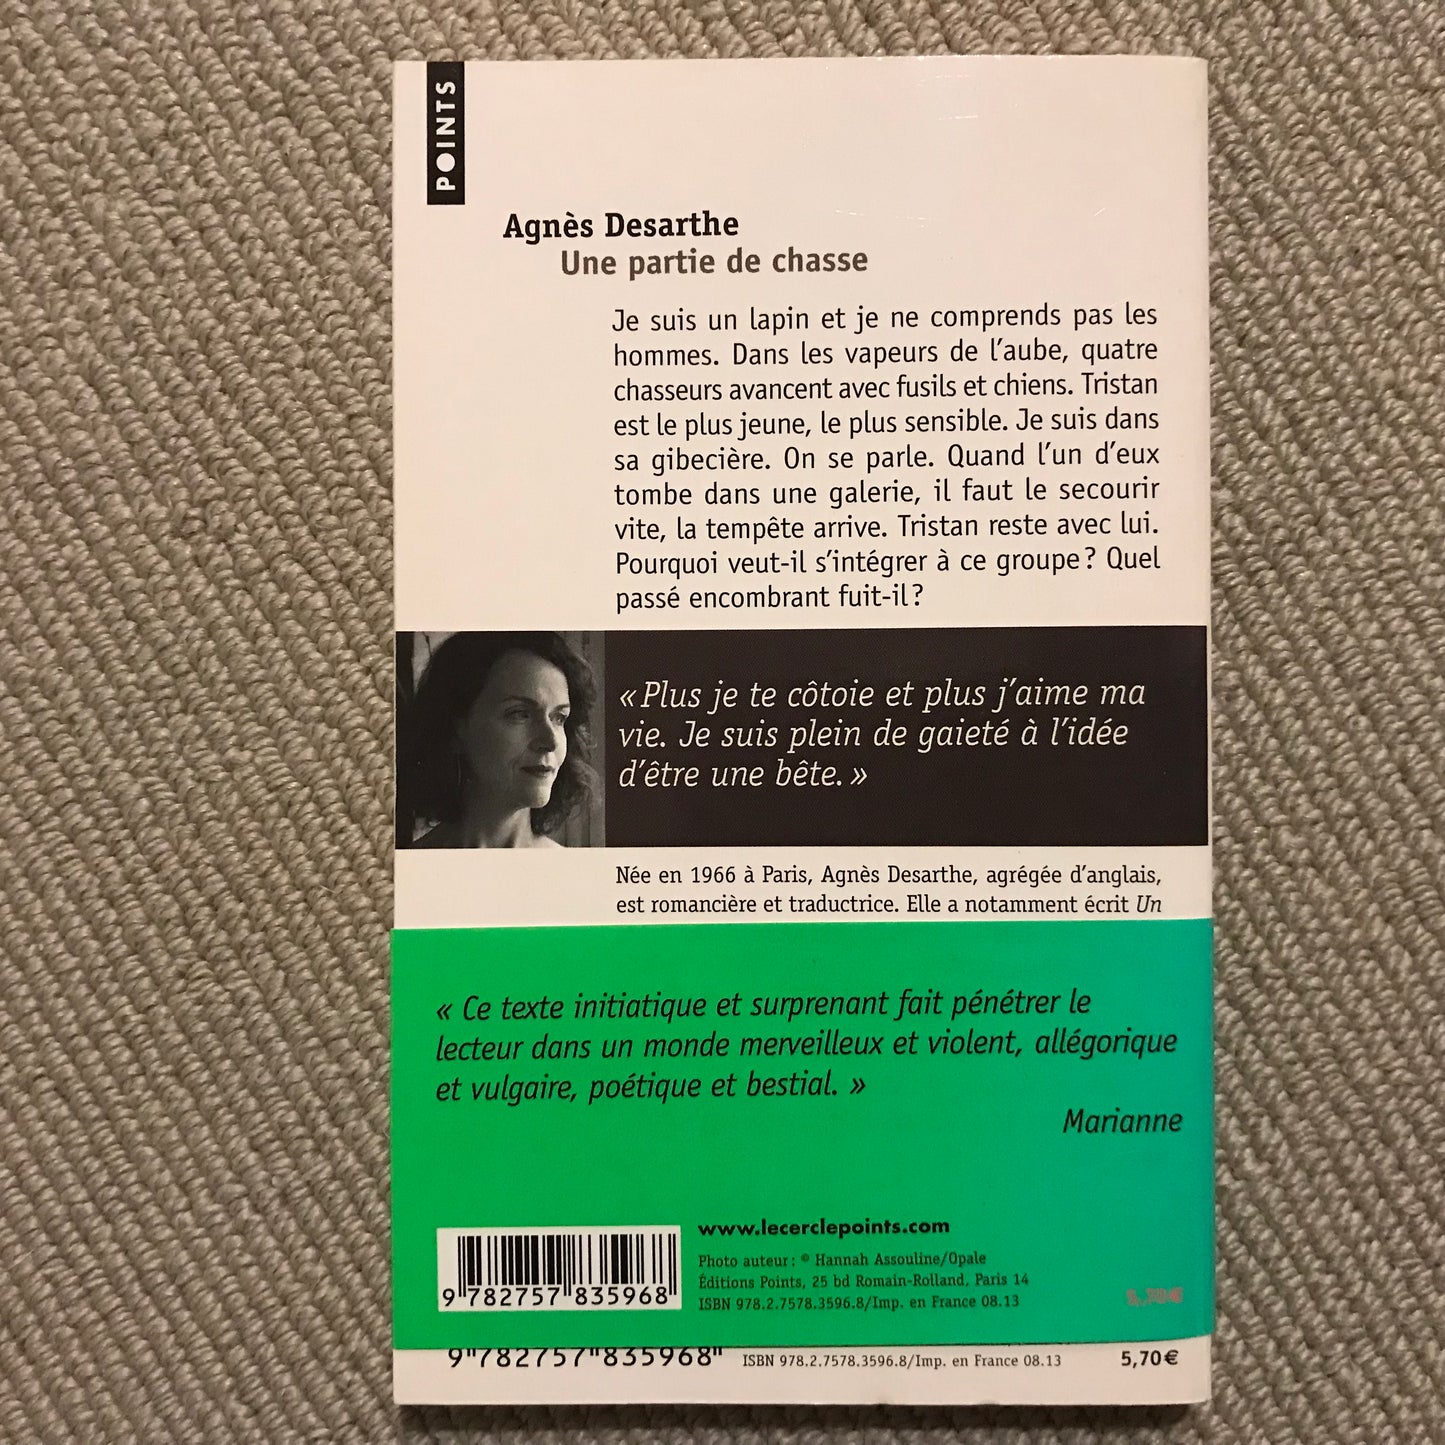 POINTS
Agnès Desarthe
Une partie de chasse
Je suis un lapin et je ne comprends pas les
hommes. Dans les vapeurs de l'aube, quatre
chasseurs avancent avec fusils et chiens. Tristan
est le plus jeune, le plus sensible. Je suis dans
sa gibecière. On se parle. Quand l'un d'eux
tombe dans une galerie, il faut le secourir
vite, la tempête arrive. Tristan reste avec lui.
Pourquoi veut-il s'intégrer à ce groupe ? Quel
passé encombrant fuit-il ?
« Plus je te côtoie et plus j'aime ma
vie. Je suis plein de gaieté à l'idée
d'être une bête. »
Née en 1966 à Paris, Agnès Desarthe, agrégée d'anglais,
est romancière et traductrice. Elle a notamment écrit Un
« Ce texte initiatique et surprenant fait pénétrer le
lecteur dans un monde merveilleux et violent, allégorique
et vulgaire, poétique et bestial. »
Marianne
www.lecerclepoints.com
Photo auteur : © Hannah Assouline/Opale
Éditions Points, 25 bd Romain-Rolland, Paris 14
ISBN 978.2.7578.3596.8/Imp. en France 08.13
5,70€
9 782757 835968
9 782757 835968
ISBN 978.2.7578.3596.8/Imp. en France 08.13
5,70€